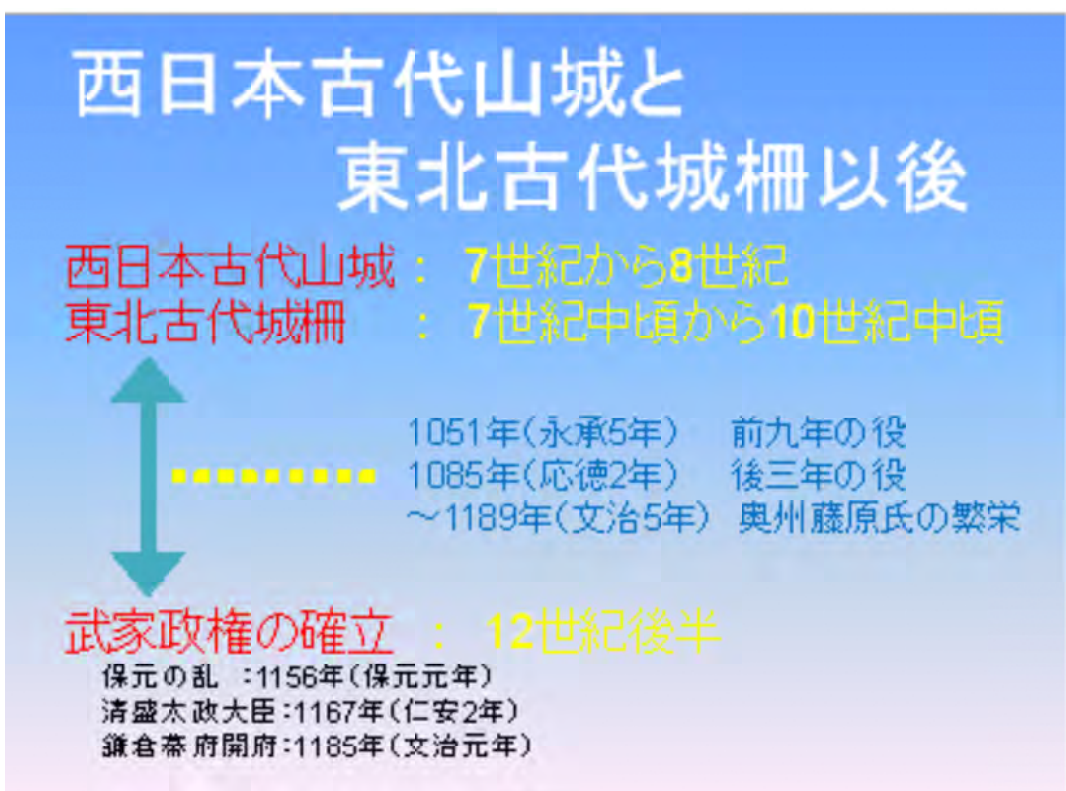 西日本古代山城と
東北古代城柵以後
西日本古代山城： 7世紀から8世紀
東北古代城柵 ： 7世紀中頃から10世紀中頃
1051年(永承5年) 前九年の役
1085年(応徳2年) 後三年の役
～1189年(文治5年) 奥州藤原氏の繁栄
武家政権の確立 ： 12世紀後半
保元の乱 ：1156年(保元元年)
清盛太政大臣：1167年(仁安2年)
鎌倉幕府開府：1185年(文治元年)